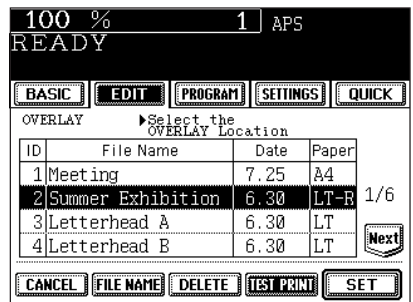 100 % 1 APS
READY
BASIC EDIT PROGRAM SETTINGS QUICK
OVERLAY ▶Select the
OVERLAY Location
ID File Name Date Paper
1 Meeting 7.25 A4
2 Summer Exhibition 6.30 LT-R
1/6
3 Letterhead A 6.30 LT
4 Letterhead B 6.30 LT
Next
CANCEL FILE NAME DELETE TEST PRINT SET